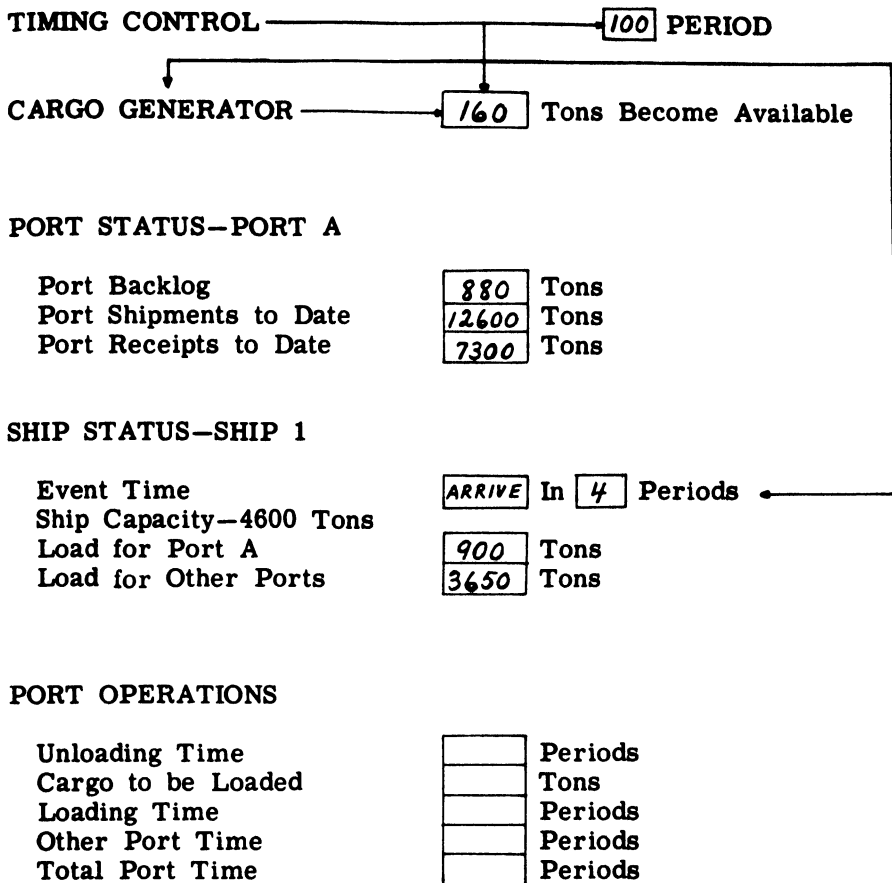 TIMING CONTROL 100 PERIOD
CARGO GENERATOR 160 Tons Become Available
PORT STATUS—PORT A
Port Backlog 880 Tons
Port Shipments to Date 12600 Tons
Port Receipts to Date 7300 Tons
SHIP STATUS—SHIP 1
Event Time ARRIVE In 4 Periods
Ship Capacity—4600 Tons
Load for Port A 900 Tons
Load for Other Ports 3650 Tons
PORT OPERATIONS
Unloading Time Periods
Cargo to be Loaded Tons
Loading Time Periods
Other Port Time Periods
Total Port Time Periods